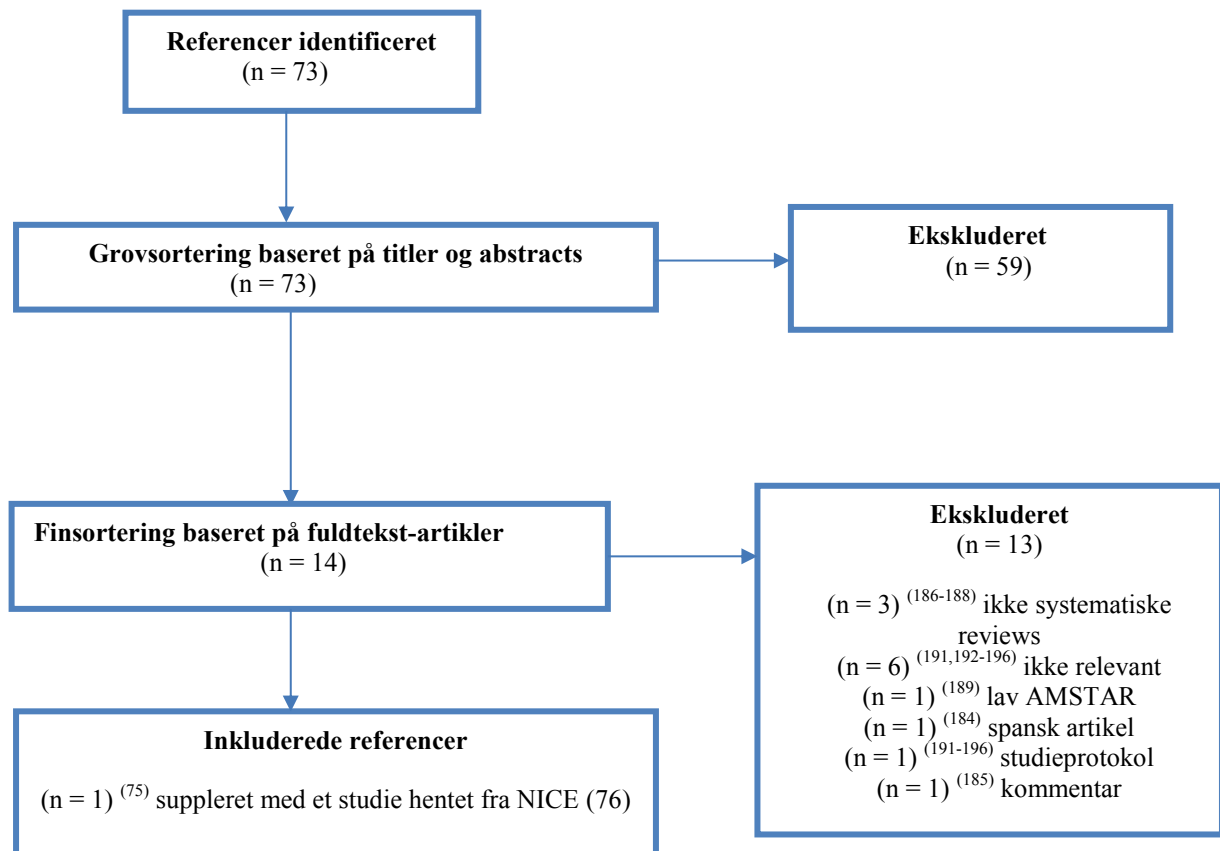 Referencer identificeret
(n = 73)
Grovsortering baseret på titler og abstracts
(n = 73)
Ekskluderet
(n = 59)
Finsortering baseret på fuldtekst-artikler
(n = 14)
Ekskluderet
(n = 13)
(n = 3) (186-188) ikke systematiske
reviews
(n = 6) (191,192-196) ikke relevant
(n = 1) (189) lav AMSTAR
(n = 1) (184) spansk artikel
(n = 1) (191-196) studieprotokol
(n = 1) (185) kommentar
Inkluderede referencer
(n = 1) (75) suppleret med et studie hentet fra NICE (76)